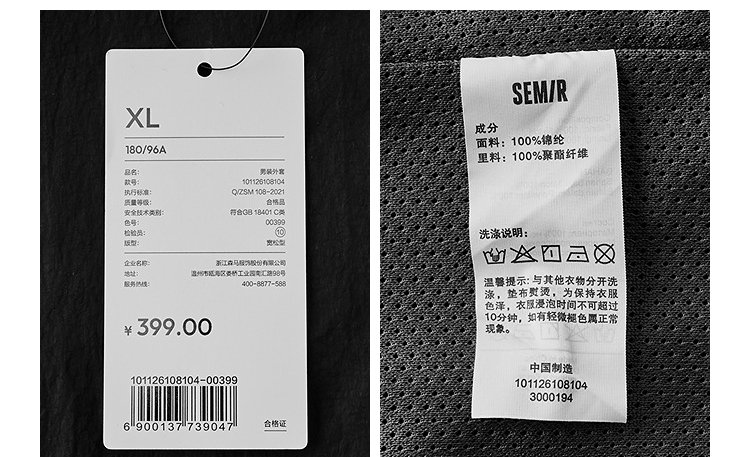 XL
180/96A
品名: 男装外套
款号: 101126108104
执行标准: Q/ZSM 108-2021
质量等级: 合格品
安全技术类别: 符合GB 18401 C类
色号: 00399
检验员: 10
版型: 宽松型
企业名称: 浙江森马服饰股份有限公司
地址: 温州市瓯海区娄桥工业园南汇路98号
服务热线: 400-8877-588
¥ 399.00
101126108104-00399
6 900137 739047
合格证
SEMIR
成分
面料: 100%锦纶
里料: 100%聚酯纤维
洗涤说明:
温馨提示: 与其他衣物分开洗
涤, 垫布熨烫, 为保持衣服
色泽, 衣服浸泡时间不可超过
10分钟, 如有轻微褪色属正常
现象。
中国制造
101126108104
3000194